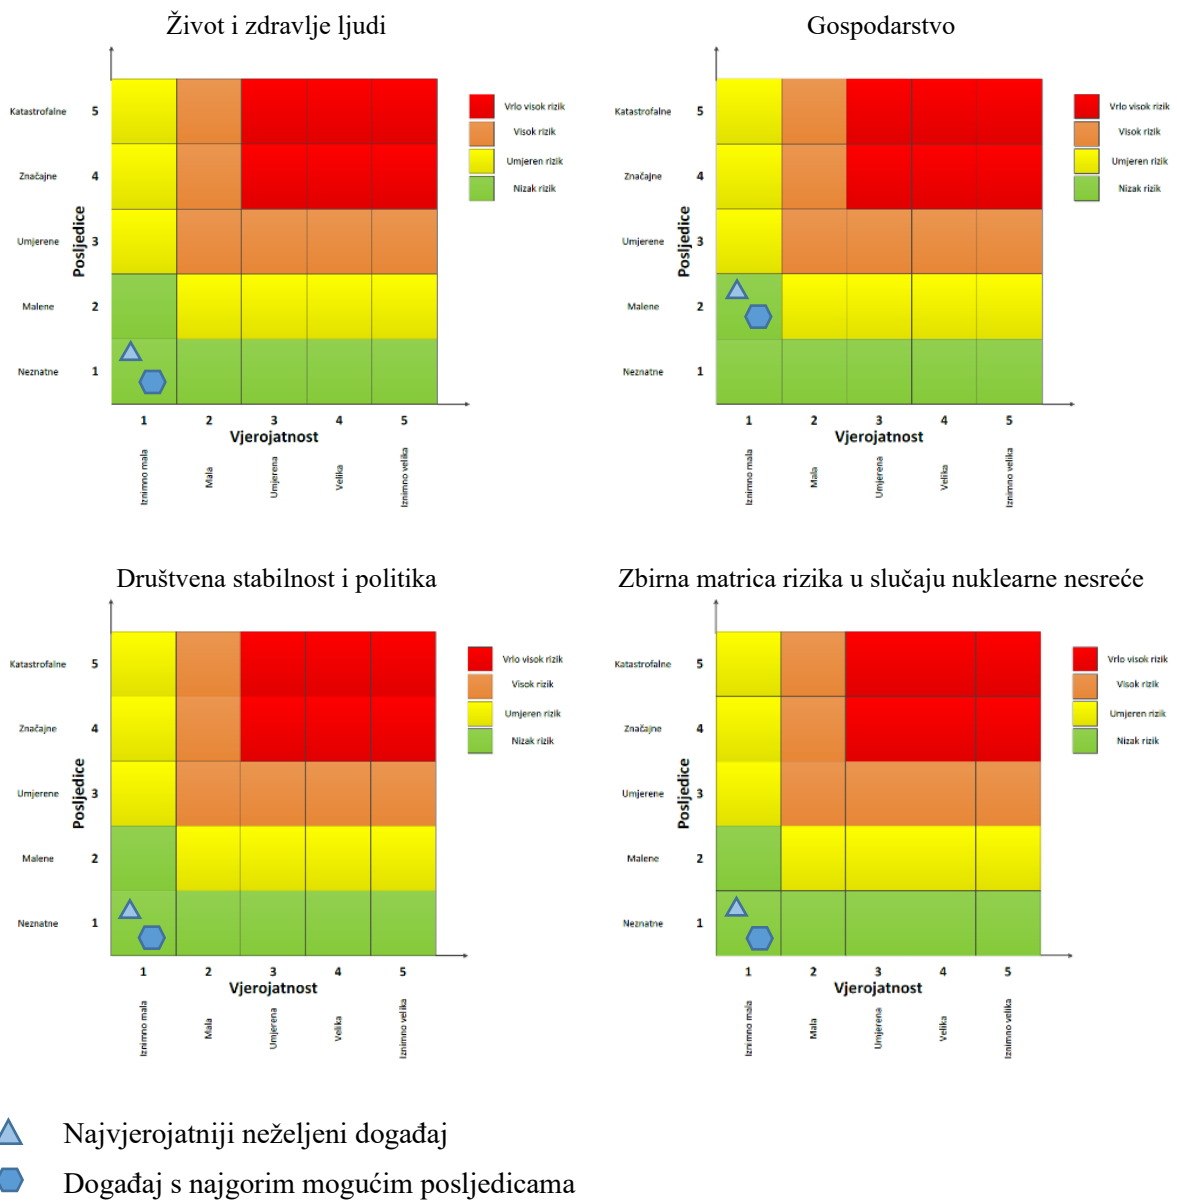 Život i zdravlje ljudi
Katastrofalne 5
Značajne 4
Umjerene 3
Malene 2
Neznatne 1
Posljedice
1 2 3 4 5
Vjerojatnost
Iznimno mala
Mala
Umjerena
Velika
Iznimno velika
Vrlo visok rizik
Visok rizik
Umjeren rizik
Nizak rizik
Gospodarstvo
Katastrofalne 5
Značajne 4
Umjerene 3
Malene 2
Neznatne 1
Posljedice
1 2 3 4 5
Vjerojatnost
Iznimno mala
Mala
Umjerena
Velika
Iznimno velika
Vrlo visok rizik
Visok rizik
Umjeren rizik
Nizak rizik
Društvena stabilnost i politika
Katastrofalne 5
Značajne 4
Umjerene 3
Malene 2
Neznatne 1
Posljedice
1 2 3 4 5
Vjerojatnost
Iznimno mala
Mala
Umjerena
Velika
Iznimno velika
Vrlo visok rizik
Visok rizik
Umjeren rizik
Nizak rizik
Zbirna matrica rizika u slučaju nuklearne nesreće
Katastrofalne 5
Značajne 4
Umjerene 3
Malene 2
Neznatne 1
Posljedice
1 2 3 4 5
Vjerojatnost
Iznimno mala
Mala
Umjerena
Velika
Iznimno velika
Vrlo visok rizik
Visok rizik
Umjeren rizik
Nizak rizik
Najvjerojatniji neželjeni događaj
Događaj s najgorim mogućim posljedicama